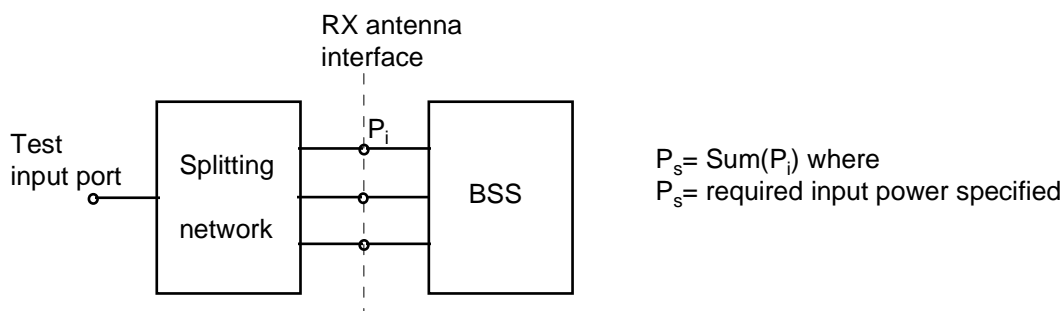 RX antenna
interface
Test
input port
Splitting
network
Pi
BSS
Ps= Sum(Pi) where
Ps= required input power specified